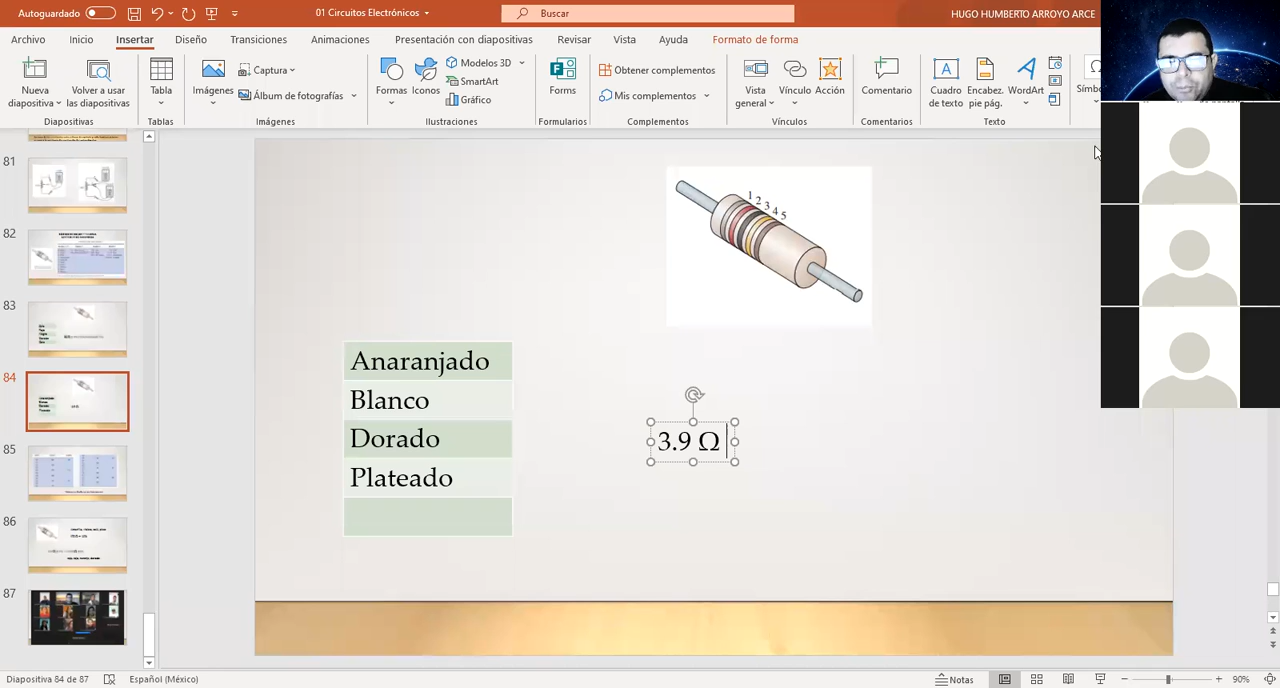 Autoguardado
01 Circuitos Electrónicos
Buscar
HUGO HUMBERTO ARROYO ARCE
Archivo
Inicio
Insertar
Diseño
Transiciones
Animaciones
Presentación con diapositivas
Revisar
Vista
Ayuda
Formato de forma
Nueva diapositiva
Volver a usar las diapositivas
Tabla
Imágenes
Captura
Álbum de fotografías
Formas
Iconos
Modelos 3D
SmartArt
Gráfico
Forms
Obtener complementos
Mis complementos
Vista general
Vínculo
Acción
Comentario
Cuadro de texto
Encabez. pie pág.
WordArt
Diapositivas
Tablas
Imágenes
Ilustraciones
Formularios
Complementos
Vínculos
Comentarios
Texto
81
82
83
84
85
86
87
1 2 3 4 5
Anaranjado
Blanco
Dorado
Plateado
3.9 Ω
Diapositiva 84 de 87
Español (México)
Notas
90%